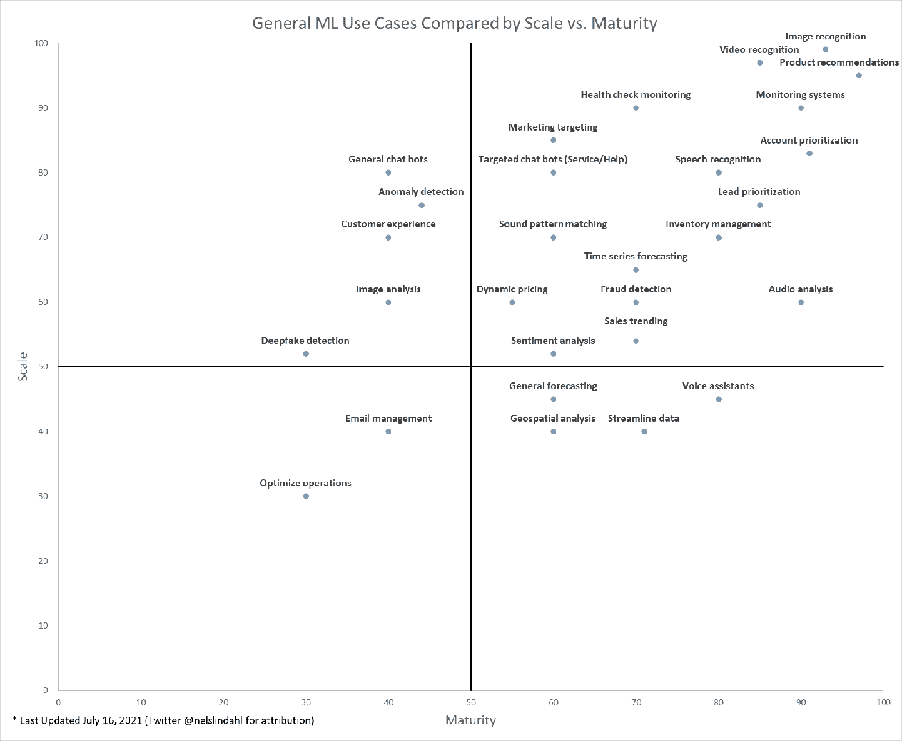 General ML Use Cases Compared by Scale vs. Maturity
100
Image recognition
Video recognition
Product recommendations
90
Health check monitoring
Monitoring systems
Marketing targeting
Account prioritization
80
General chat bots
Targeted chat bots (Service/Help)
Speech recognition
Anomaly detection
Lead prioritization
70
Customer experience
Sound pattern matching
Inventory management
Time series forecasting
60
Image analysis
Dynamic pricing
Fraud detection
Audio analysis
Sales trending
Deepfake detection
Sentiment analysis
50
Scale
General forecasting
Voice assistants
40
Email management
Geospatial analysis
Streamline data
30
Optimize operations
20
10
0
0 10 20 30 40 50 60 70 80 90 100
Maturity
* Last Updated July 16, 2021 (Twitter @nelslindahl for attribution)